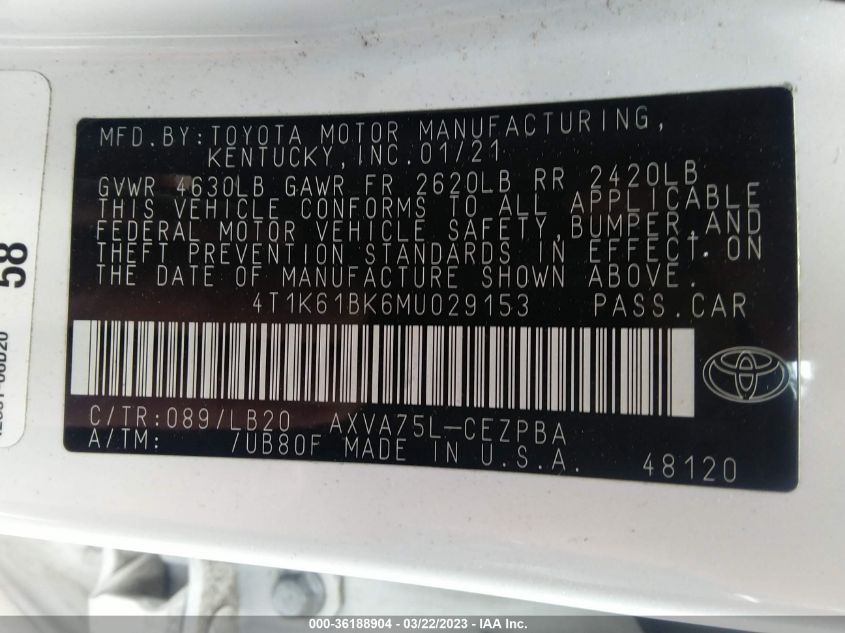 MFD.BY:TOYOTA MOTOR MANUFACTURING,
KENTUCKY,INC.01/21
GVWR 4630LB GAWR FR 2620LB RR 2420LB
THIS VEHICLE CONFORMS TO ALL APPLICABLE
FEDERAL MOTOR VEHICLE SAFETY,BUMPER,AND
THEFT PREVENTION STANDARDS IN EFFECT ON
THE DATE OF MANUFACTURE SHOWN ABOVE.
4T1K61BK6MU029153 PASS.CAR
C/TR:089/LB20 AXVA75L-CEZPBA
A/TM: /UB80F MADE IN U.S.A.
48120
58
000-36188904 - 03/22/2023 - IAA Inc.